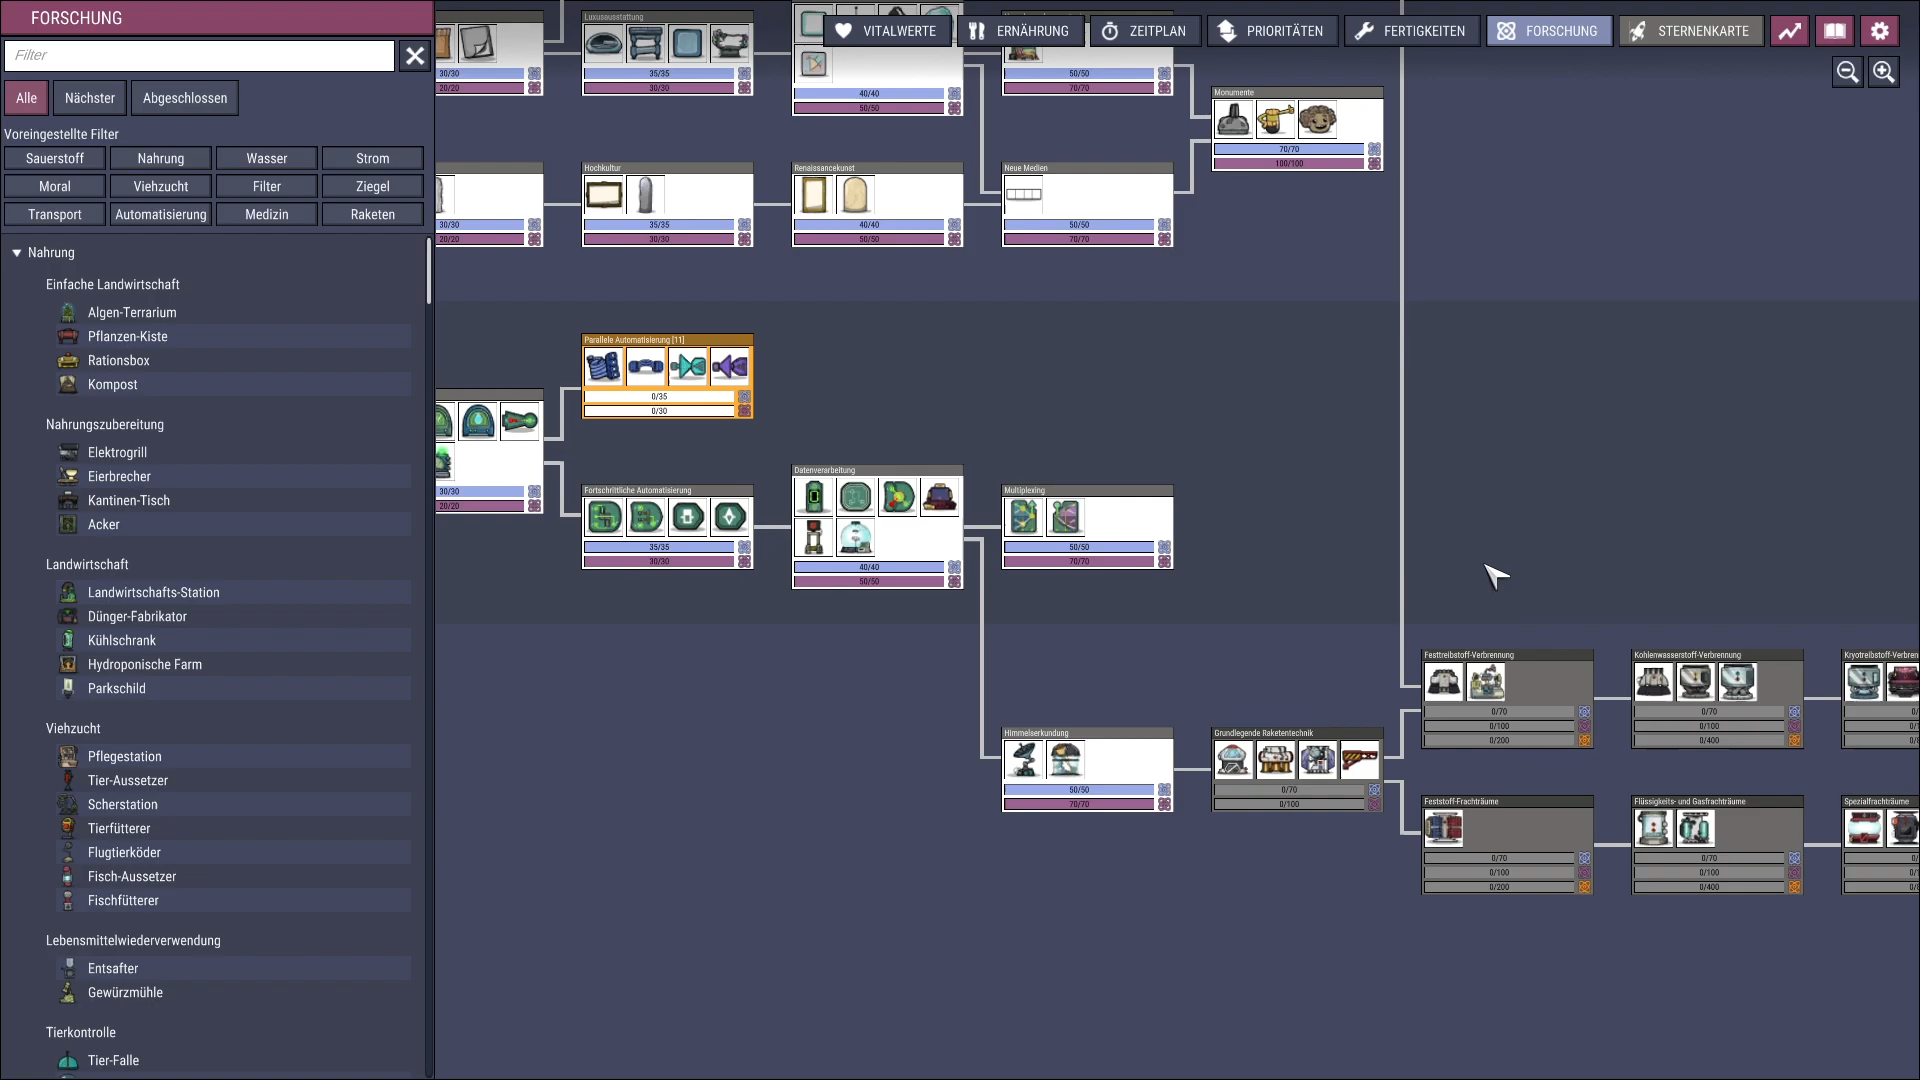 FORSCHUNG
Filter
Alle
Nächster
Abgeschlossen
Voreingestellte Filter
Sauerstoff
Nahrung
Wasser
Strom
Moral
Viehzucht
Filter
Ziegel
Transport
Automatisierung
Medizin
Raketen
Nahrung
Einfache Landwirtschaft
Algen-Terrarium
Pflanzen-Kiste
Rationsbox
Kompost
Nahrungszubereitung
Elektrogrill
Eierbrecher
Kantinen-Tisch
Acker
Landwirtschaft
Landwirtschafts-Station
Dünger-Fabrikator
Kühlschrank
Hydroponische Farm
Parkschild
Viehzucht
Pflegestation
Tier-Aussetzer
Scherstation
Tierfütterer
Flugtierköder
Fisch-Aussetzer
Fischfütterer
Lebensmittelwiederverwendung
Entsafter
Gewürzmühle
Tierkontrolle
Tier-Falle
VITALWERTE
ERNÄHRUNG
ZEITPLAN
PRIORITÄTEN
FERTIGKEITEN
FORSCHUNG
STERNENKARTE
30/30
20/20
Luxusausstattung
35/35
30/30
40/40
50/50
50/50
70/70
Monumente
70/70
100/100
30/30
20/20
Hochkultur
35/35
30/30
Renaissancekunst
40/40
50/50
Neue Medien
50/50
70/70
Parallele Automatisierung [11]
0/35
0/30
30/30
20/20
Fortschrittliche Automatisierung
35/35
30/30
Datenverarbeitung
40/40
50/50
Multiplexing
50/50
70/70
Himmelserkundung
50/50
70/70
Grundlegende Raketentechnik
0/70
0/100
Festtreibstoff-Verbrennung
0/70
0/100
0/200
Kohlenwasserstoff-Verbrennung
0/70
0/100
0/400
Kryotreibstoff-Verbren
Feststoff-Frachträume
0/70
0/100
0/200
Flüssigkeits- und Gasfrachträume
0/70
0/100
0/400
Spezialfrachträume